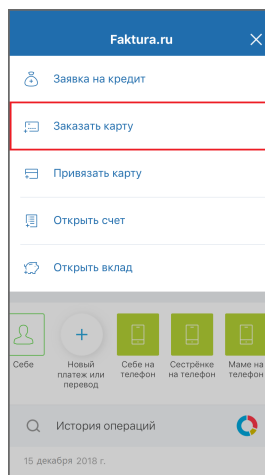 Faktura.ru
Заявка на кредит
Заказать карту
Привязать карту
Открыть счет
Открыть вклад
Себе
Новый платеж или перевод
Себе на телефон
Сестрёнке на телефон
Маме на телефон
История операций
15 декабря 2018 г.